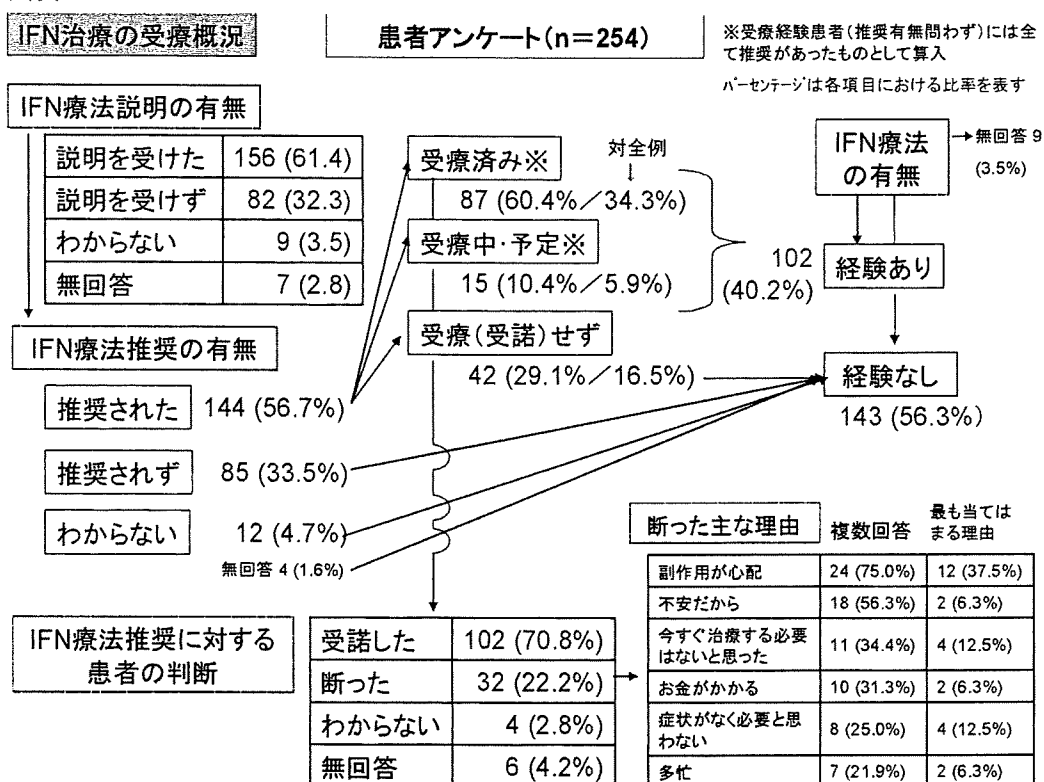 IFN治療の受療概況
患者アンケート(n=254)
※受療経験患者(推奨有無問わず)には全
て推奨があったものとして算入
パーセンテージは各項目における比率を表す
IFN療法説明の有無
説明を受けた 156 (61.4)
説明を受けず 82 (32.3)
わからない 9 (3.5)
無回答 7 (2.8)
IFN療法推奨の有無
推奨された 144 (56.7%)
推奨されず 85 (33.5%)
わからない 12 (4.7%)
無回答 4 (1.6%)
受療済み※
対全例
↓
87 (60.4%/34.3%)
受療中・予定※
15 (10.4%/5.9%)
受療(受諾)せず
42 (29.1%/16.5%)
102
(40.2%)
IFN療法
の有無
無回答 9
(3.5%)
経験あり
経験なし
143 (56.3%)
IFN療法推奨に対する
患者の判断
受諾した 102 (70.8%)
断った 32 (22.2%)
わからない 4 (2.8%)
無回答 6 (4.2%)
断った主な理由 複数回答 最も当ては
まる理由
副作用が心配 24 (75.0%) 12 (37.5%)
不安だから 18 (56.3%) 2 (6.3%)
今すぐ治療する必要
はないと思った 11 (34.4%) 4 (12.5%)
お金がかかる 10 (31.3%) 2 (6.3%)
症状がなく必要と思
わない 8 (25.0%) 4 (12.5%)
多忙 7 (21.9%) 2 (6.3%)